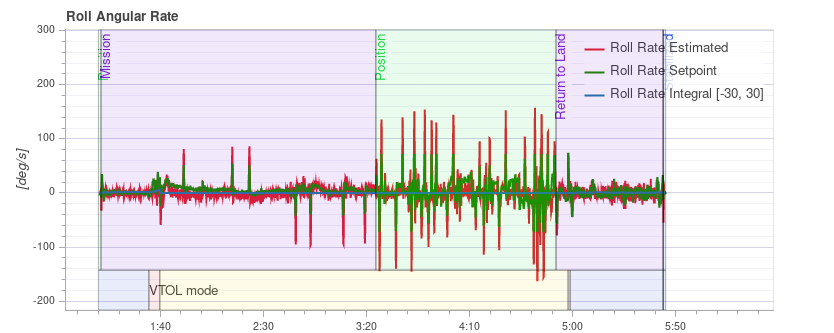 Roll Angular Rate
300
200
100
0
-100
-200
[deg/s]
Mission
Position
Return to Land
Roll Rate Estimated
Roll Rate Setpoint
Roll Rate Integral [-30, 30]
VTOL mode
1:40
2:30
3:20
4:10
5:00
5:50